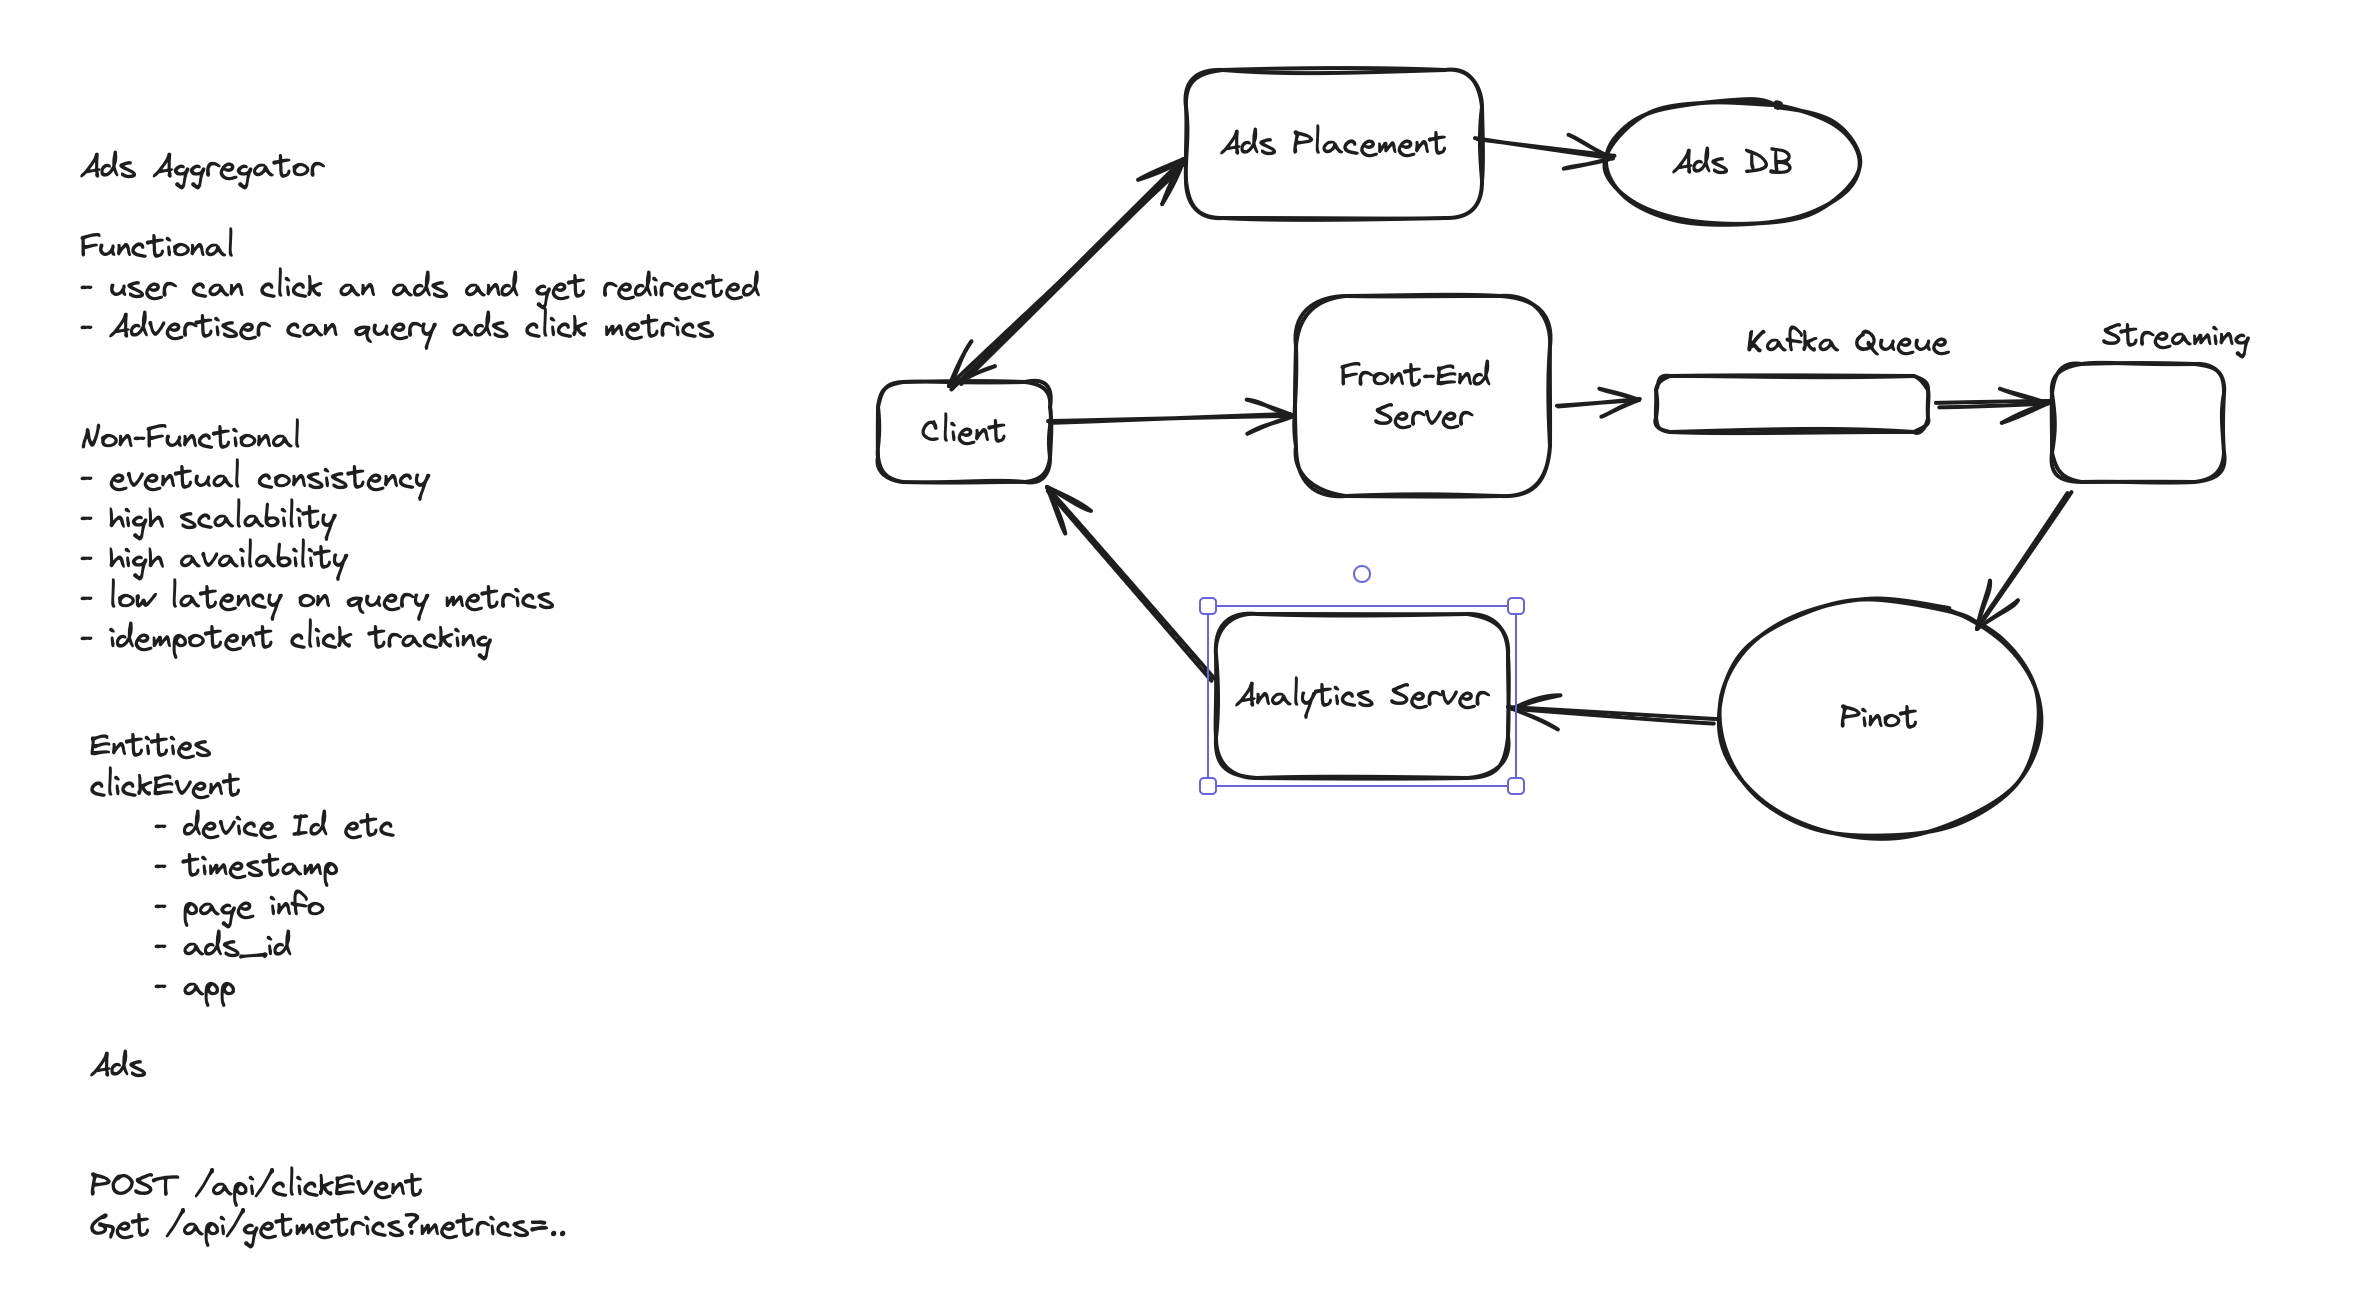 Ads Aggregator
Functional
- user can click an ads and get redirected
- Advertiser can query ads click metrics
Non-Functional
- eventual consistency
- high scalability
- high availability
- low latency on query metrics
- idempotent click tracking
Entities
clickEvent
- device Id etc
- timestamp
- page info
- ads_id
- app
Ads
POST /api/clickEvent
Get /api/getmetrics?metrics=..
Ads Placement
Ads DB
Client
Front-End
Server
Kafka Queue
Streaming
Analytics Server
Pinot